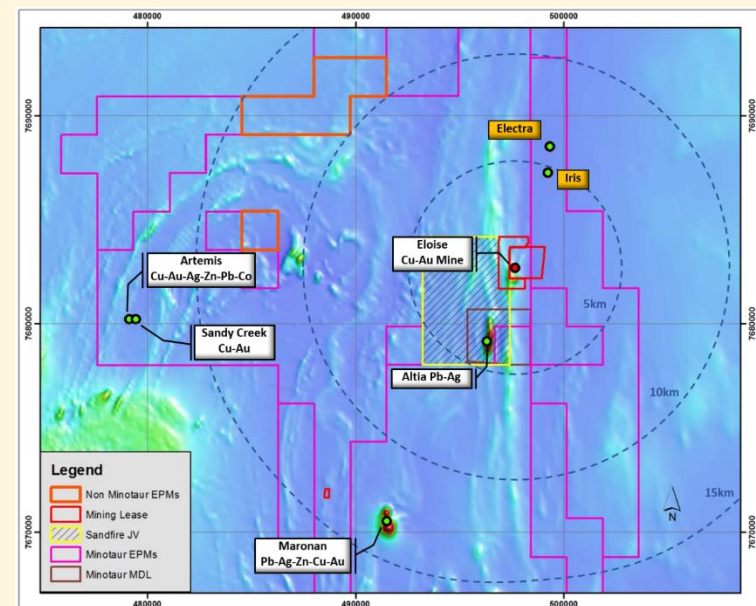 480000
490000
500000
7690000
7690000
Electra
Iris
Eloise
Cu-Au Mine
Artemis
Cu-Au-Ag-Zn-Pb-Co
5km
7680000
7680000
Sandy Creek
Cu-Au
Altia Pb-Ag
10km
Legend
Non Minotaur EPMs
Mining Lease
Sandfire JV
Minotaur EPMs
Minotaur MDL
15km
N
7670000
7670000
Maronan
Pb-Ag-Zn-Cu-Au
480000
490000
500000